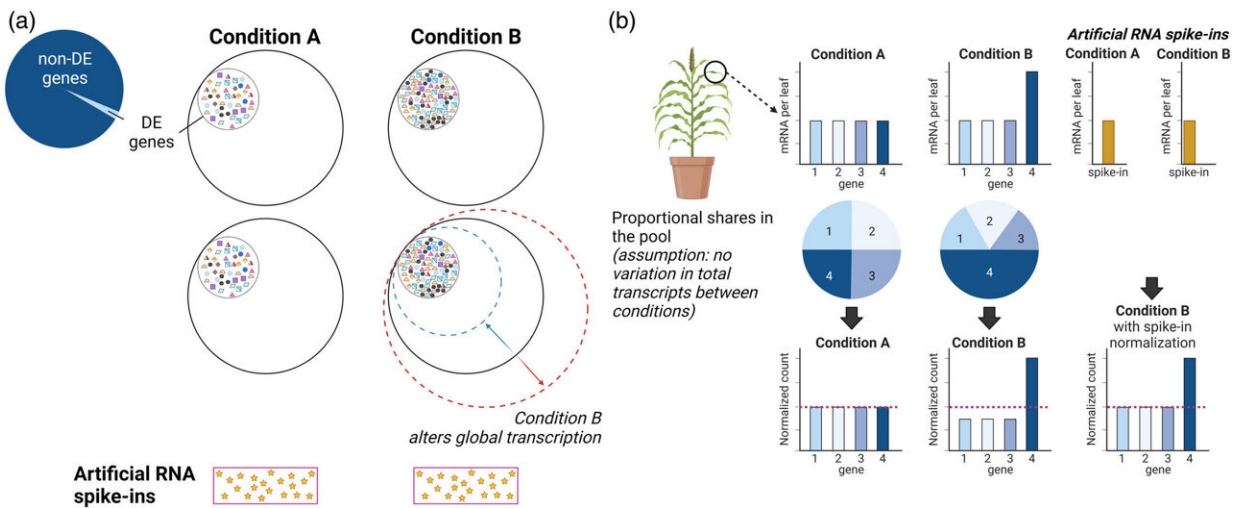 (a)
non-DE
genes
DE
genes
Condition A
Condition B
Condition B
alters global transcription
Artificial RNA
spike-ins
(b)
Condition A
mRNA per leaf
1 2 3 4
gene
Condition B
mRNA per leaf
1 2 3 4
gene
Artificial RNA spike-ins
Condition A
mRNA per leaf
spike-in
Condition B
mRNA per leaf
spike-in
Proportional shares in
the pool
(assumption: no
variation in total
transcripts between
conditions)
1 2
4 3
2
1 3
4
Condition A
Normalized count
1 2 3 4
gene
Condition B
Normalized count
1 2 3 4
gene
Condition B
with spike-in
normalization
Normalized count
1 2 3 4
gene